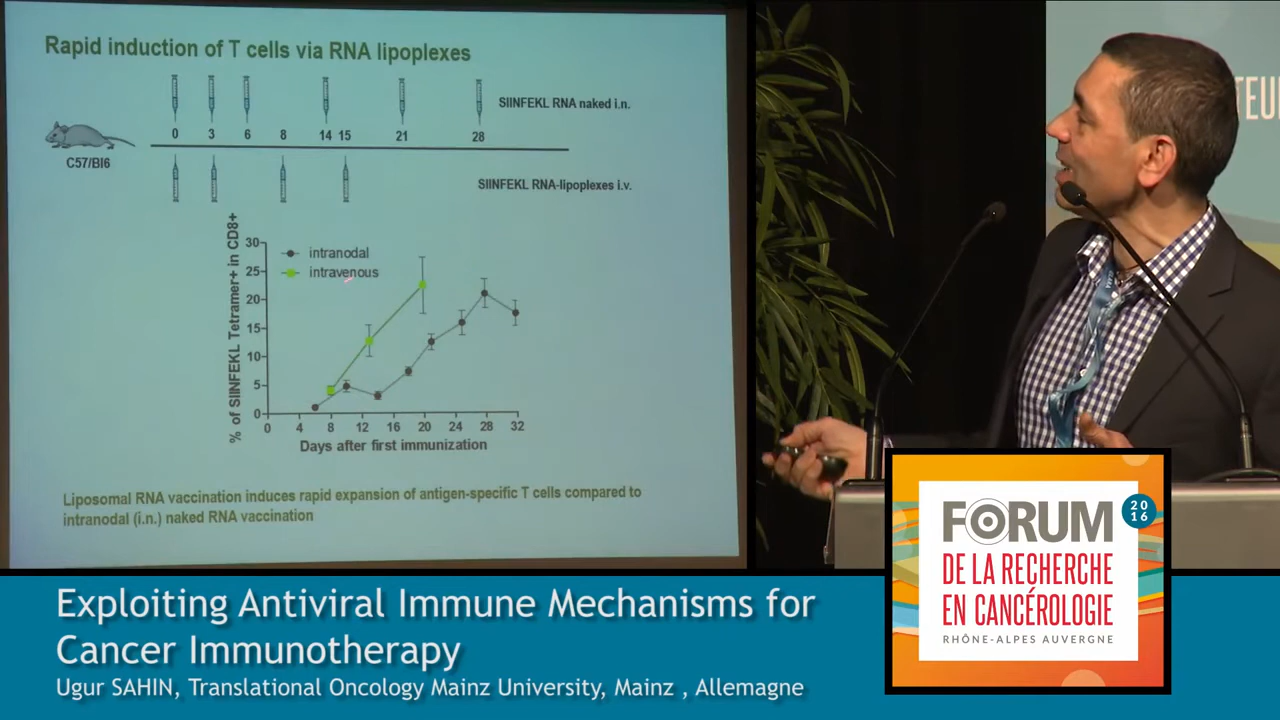 Rapid induction of T cells via RNA lipoplexes
SIINFEKL RNA naked i.n.
0 3 6 8 14 15 21 28
C57/Bl6
SIINFEKL RNA-lipoplexes i.v.
% of SIINFEKL Tetramer+ in CD8+
30
25
20
15
10
5
0
intranodal
intravenous
0 4 8 12 16 20 24 28 32
Days after first immunization
Liposomal RNA vaccination induces rapid expansion of antigen-specific T cells compared to
intranodal (i.n.) naked RNA vaccination
TEU
FORUM
20
16
DE LA RECHERCHE
EN CANCÉROLOGIE
RHÔNE-ALPES AUVERGNE
Exploiting Antiviral Immune Mechanisms for
Cancer Immunotherapy
Ugur SAHIN, Translational Oncology Mainz University, Mainz , Allemagne